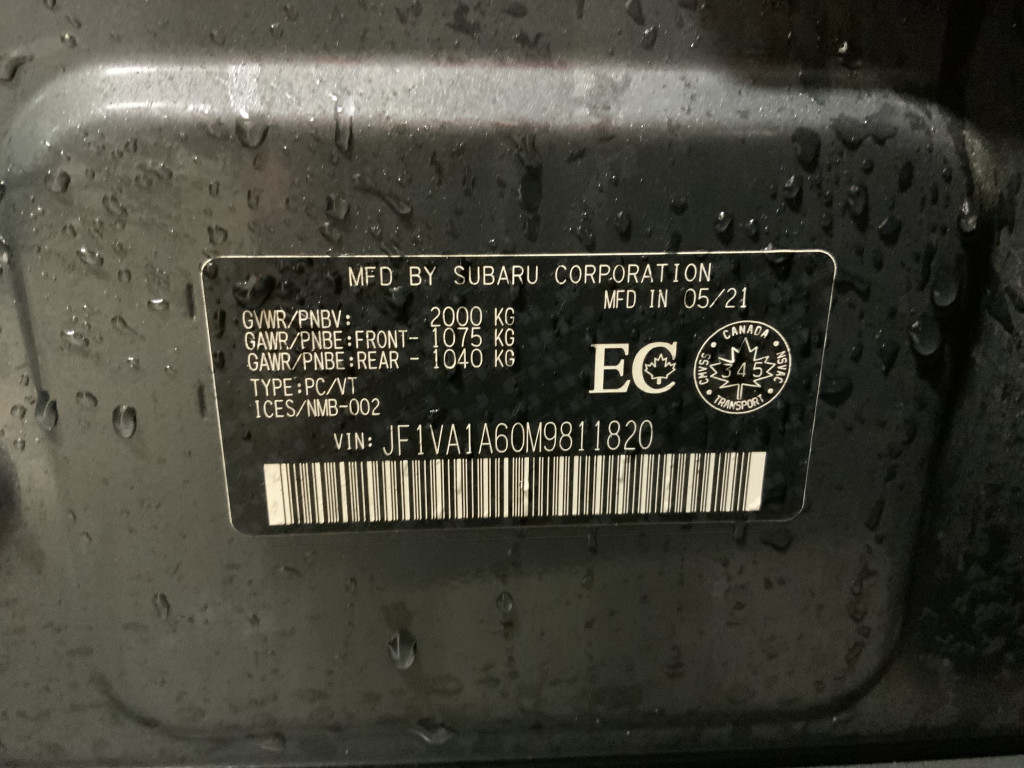 MFD BY SUBARU CORPORATION
MFD IN 05/21
GVWR/PNBV: 2000 KG
GAWR/PNBE:FRONT- 1075 KG
GAWR/PNBE:REAR - 1040 KG
TYPE:PC/VT
ICES/NMB-002
EC
CANADA
CMVSS 345 NSVAC
TRANSPORT
VIN: JF1VA1A60M9811820